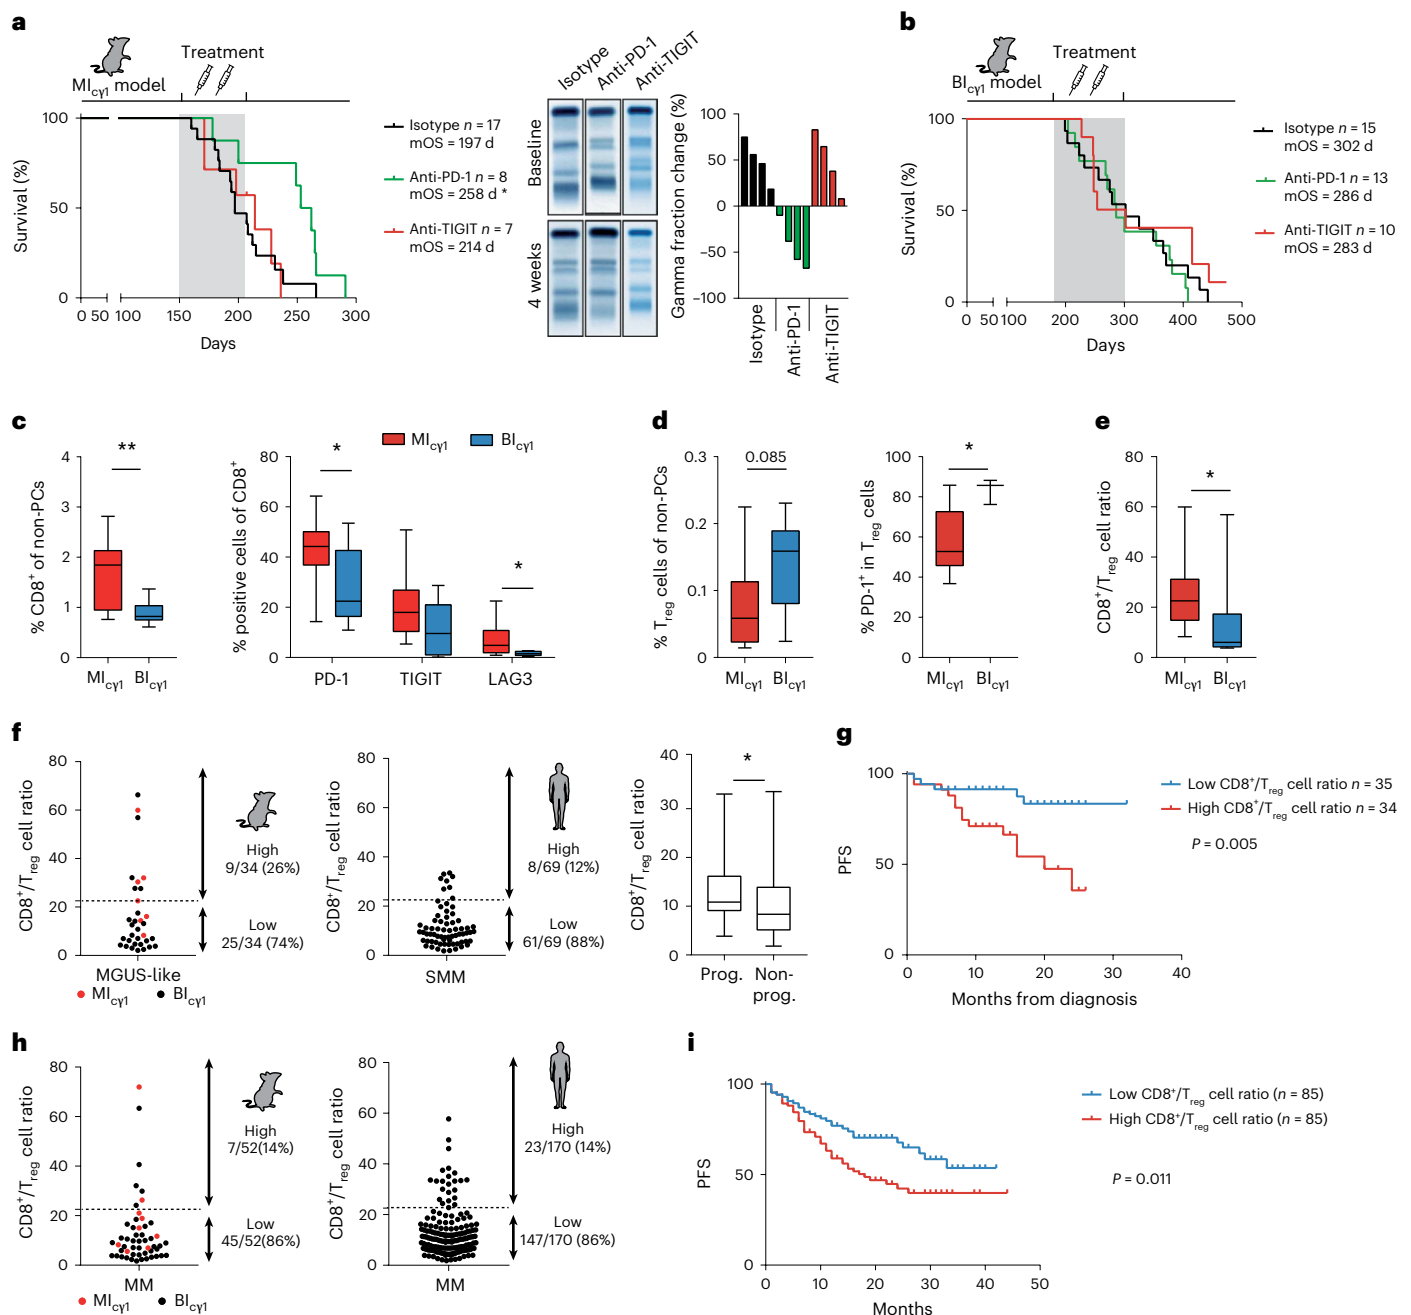 a
Treatment
MIcγ1 model
Survival (%)
100
50
0
0 50 100 150 200 250 300
Days
Isotype n = 17
mOS = 197 d
Anti-PD-1 n = 8
mOS = 258 d *
Anti-TIGIT n = 7
mOS = 214 d
Isotype
Anti-PD-1
Anti-TIGIT
Baseline
4 weeks
Gamma fraction change (%)
100
50
0
−50
−100
Isotype
Anti-PD-1
Anti-TIGIT
b
Treatment
BIcγ1 model
Survival (%)
100
50
0
0 50 100 200 300 400 500
Days
Isotype n = 15
mOS = 302 d
Anti-PD-1 n = 13
mOS = 286 d
Anti-TIGIT n = 10
mOS = 283 d
c
% CD8+ of non-PCs
4
3
2
1
0
**
MIcγ1 BIcγ1
% positive cells of CD8+
80
60
40
20
0
MIcγ1 BIcγ1
*
*
PD-1 TIGIT LAG3
d
% Treg cells of non-PCs
0.3
0.2
0.1
0
0.085
MIcγ1 BIcγ1
% PD-1+ in Treg cells
100
80
60
40
20
0
*
MIcγ1 BIcγ1
e
CD8+/Treg cell ratio
80
60
40
20
0
*
MIcγ1 BIcγ1
f
CD8+/Treg cell ratio
80
60
40
20
0
High
9/34 (26%)
Low
25/34 (74%)
MGUS-like
MIcγ1 BIcγ1
CD8+/Treg cell ratio
80
60
40
20
0
High
8/69 (12%)
Low
61/69 (88%)
SMM
CD8+/Treg cell ratio
40
30
20
10
0
*
Prog. Non-
prog.
g
PFS
100
50
0
0 10 20 30 40
Months from diagnosis
Low CD8+/Treg cell ratio n = 35
High CD8+/Treg cell ratio n = 34
P = 0.005
h
CD8+/Treg cell ratio
80
60
40
20
0
High
7/52(14%)
Low
45/52(86%)
MM
MIcγ1 BIcγ1
CD8+/Treg cell ratio
80
60
40
20
0
High
23/170 (14%)
Low
147/170 (86%)
MM
i
PFS
100
50
0
0 10 20 30 40 50
Months
Low CD8+/Treg cell ratio (n = 85)
High CD8+/Treg cell ratio (n = 85)
P = 0.011